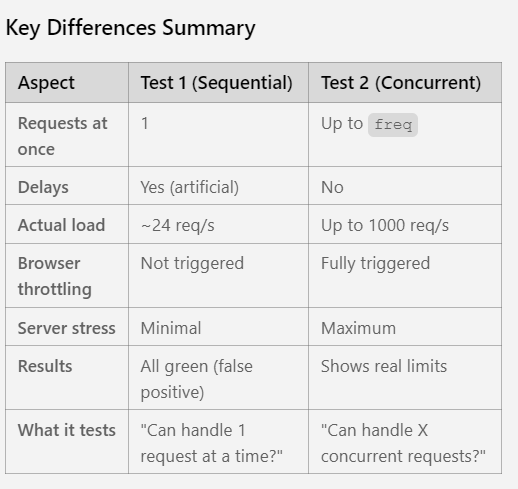 Key Differences Summary
Aspect Test 1 (Sequential) Test 2 (Concurrent)
Requests at once 1 Up to freq
Delays Yes (artificial) No
Actual load ~24 req/s Up to 1000 req/s
Browser throttling Not triggered Fully triggered
Server stress Minimal Maximum
Results All green (false positive) Shows real limits
What it tests "Can handle 1 request at a time?" "Can handle X concurrent requests?"